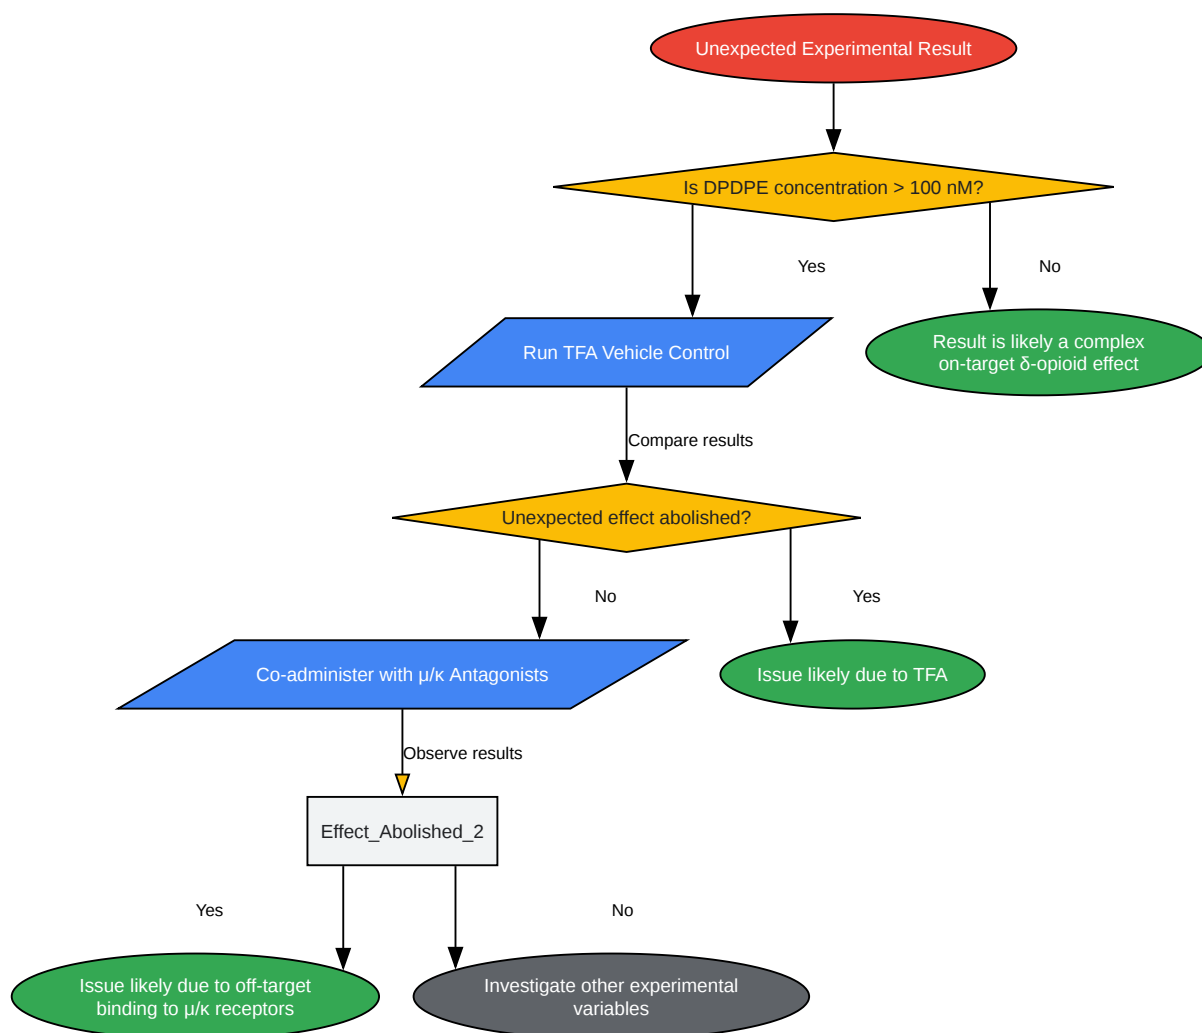 Unexpected Experimental Result
Is DPDPE concentration > 100 nM?
Yes
No
Run TFA Vehicle Control
Result is likely a complex
on-target δ-opioid effect
Compare results
Unexpected effect abolished?
No
Yes
Co-administer with μ/κ Antagonists
Issue likely due to TFA
Observe results
Effect_Abolished_2
Yes
No
Issue likely due to off-target
binding to μ/κ receptors
Investigate other experimental
variables